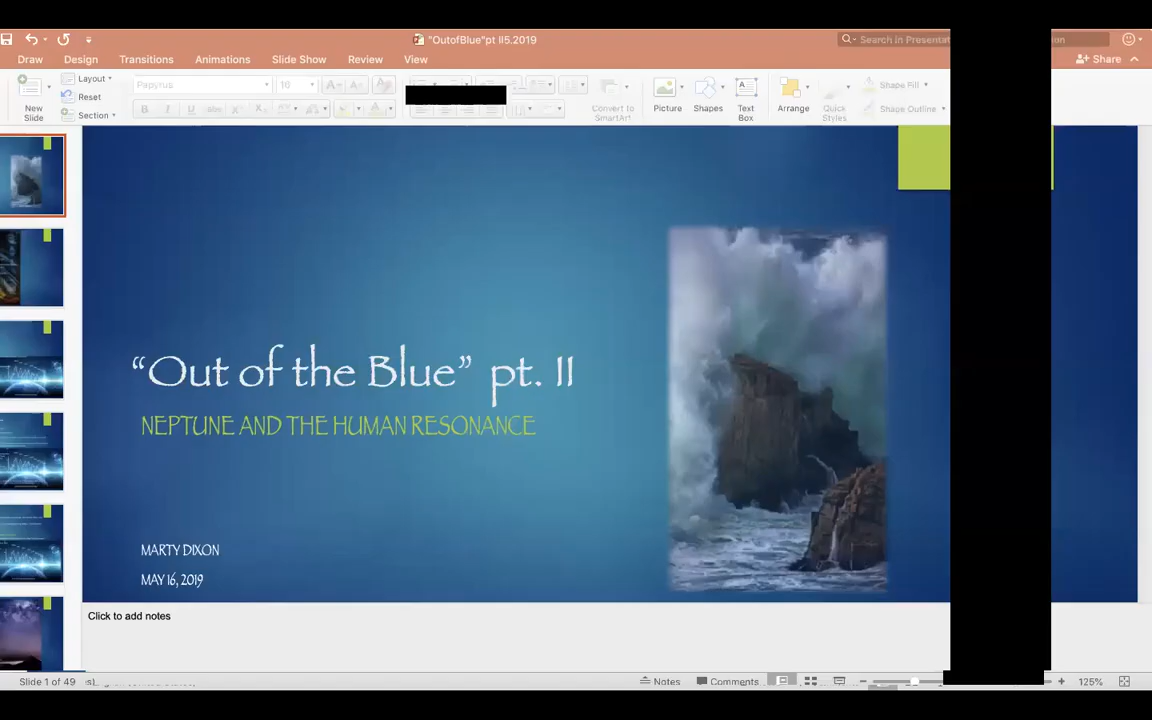 "OutofBlue"pt II5.2019
Search in Presentat
on
Draw Design Transitions Animations Slide Show Review View
Share
New Slide
Layout
Reset
Section
Papyrus 10
B I U abc X X
Convert to SmartArt
Picture
Shapes
Text Box
Arrange
Quick Styles
Shape Fill
Shape Outline
“Out of the Blue” pt. II
NEPTUNE AND THE HUMAN RESONANCE
MARTY DIXON
MAY 16, 2019
Click to add notes
Slide 1 of 49
Notes
Comments
125%